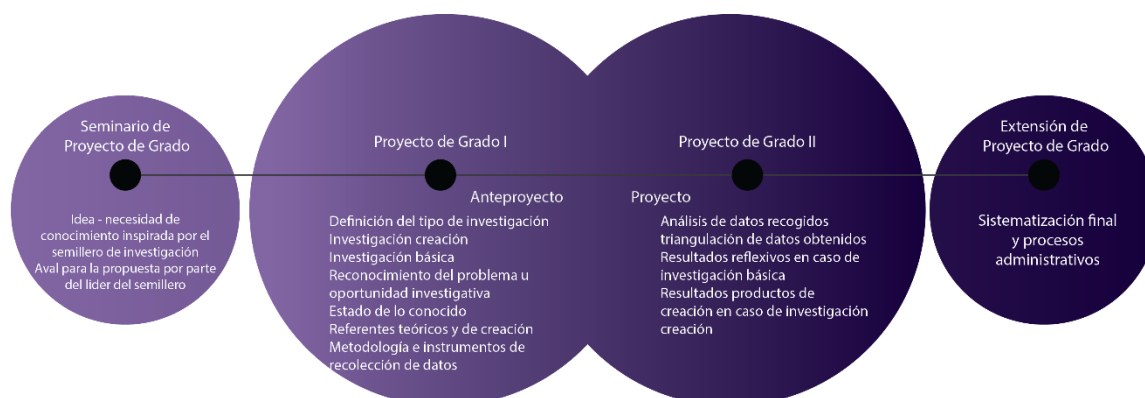 Seminario de
Proyecto de Grado
Idea - necesidad de
conocimiento inspirada por el
semillero de investigación
Aval para la propuesta por parte
del lider del semillero
Proyecto de Grado I
Anteproyecto
Definición del tipo de investigación
Investigación creación
Investigación básica
Reconocimiento del problema u
oportunidad investigativa
Estado de lo conocido
Referentes teóricos y de creación
Metodología e instrumentos de
recolección de datos
Proyecto de Grado II
Proyecto
Análisis de datos recogidos
triangulación de datos obtenidos
Resultados reflexivos en caso de
investigación básica
Resultados productos de
creación en caso de investigación
creación
Extensión de
Proyecto de Grado
Sistematización final
y procesos
administrativos